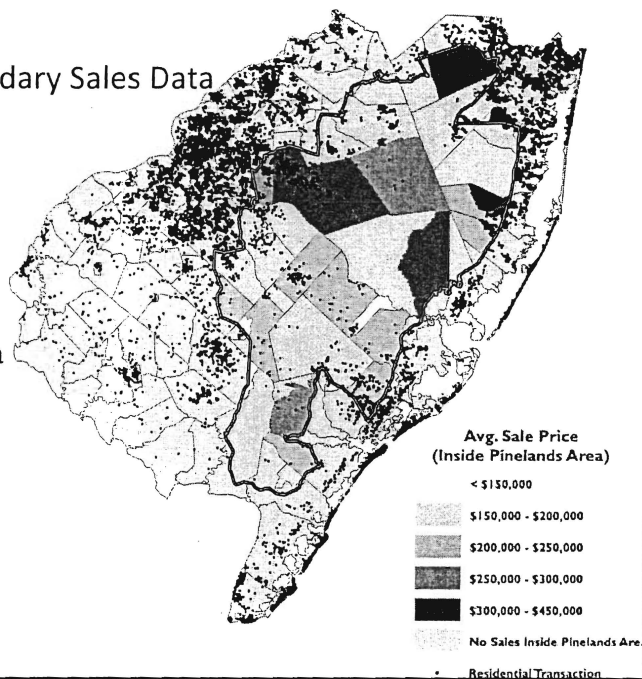 dary Sales Data
a
Avg. Sale Price
(Inside Pinelands Area)
< $150,000
$150,000 - $200,000
$200,000 - $250,000
$250,000 - $300,000
$300,000 - $450,000
No Sales Inside Pinelands Are
Residential Transaction